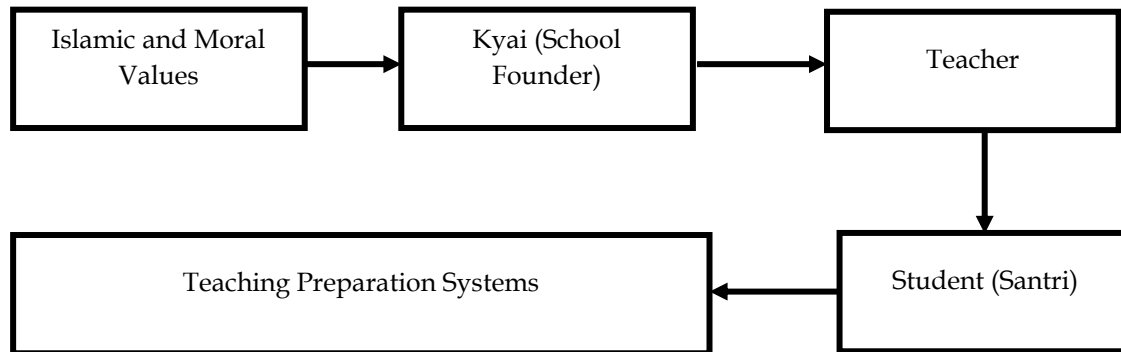 Islamic and Moral
Values
Kyai (School
Founder)
Teacher
Student (Santri)
Teaching Preparation Systems